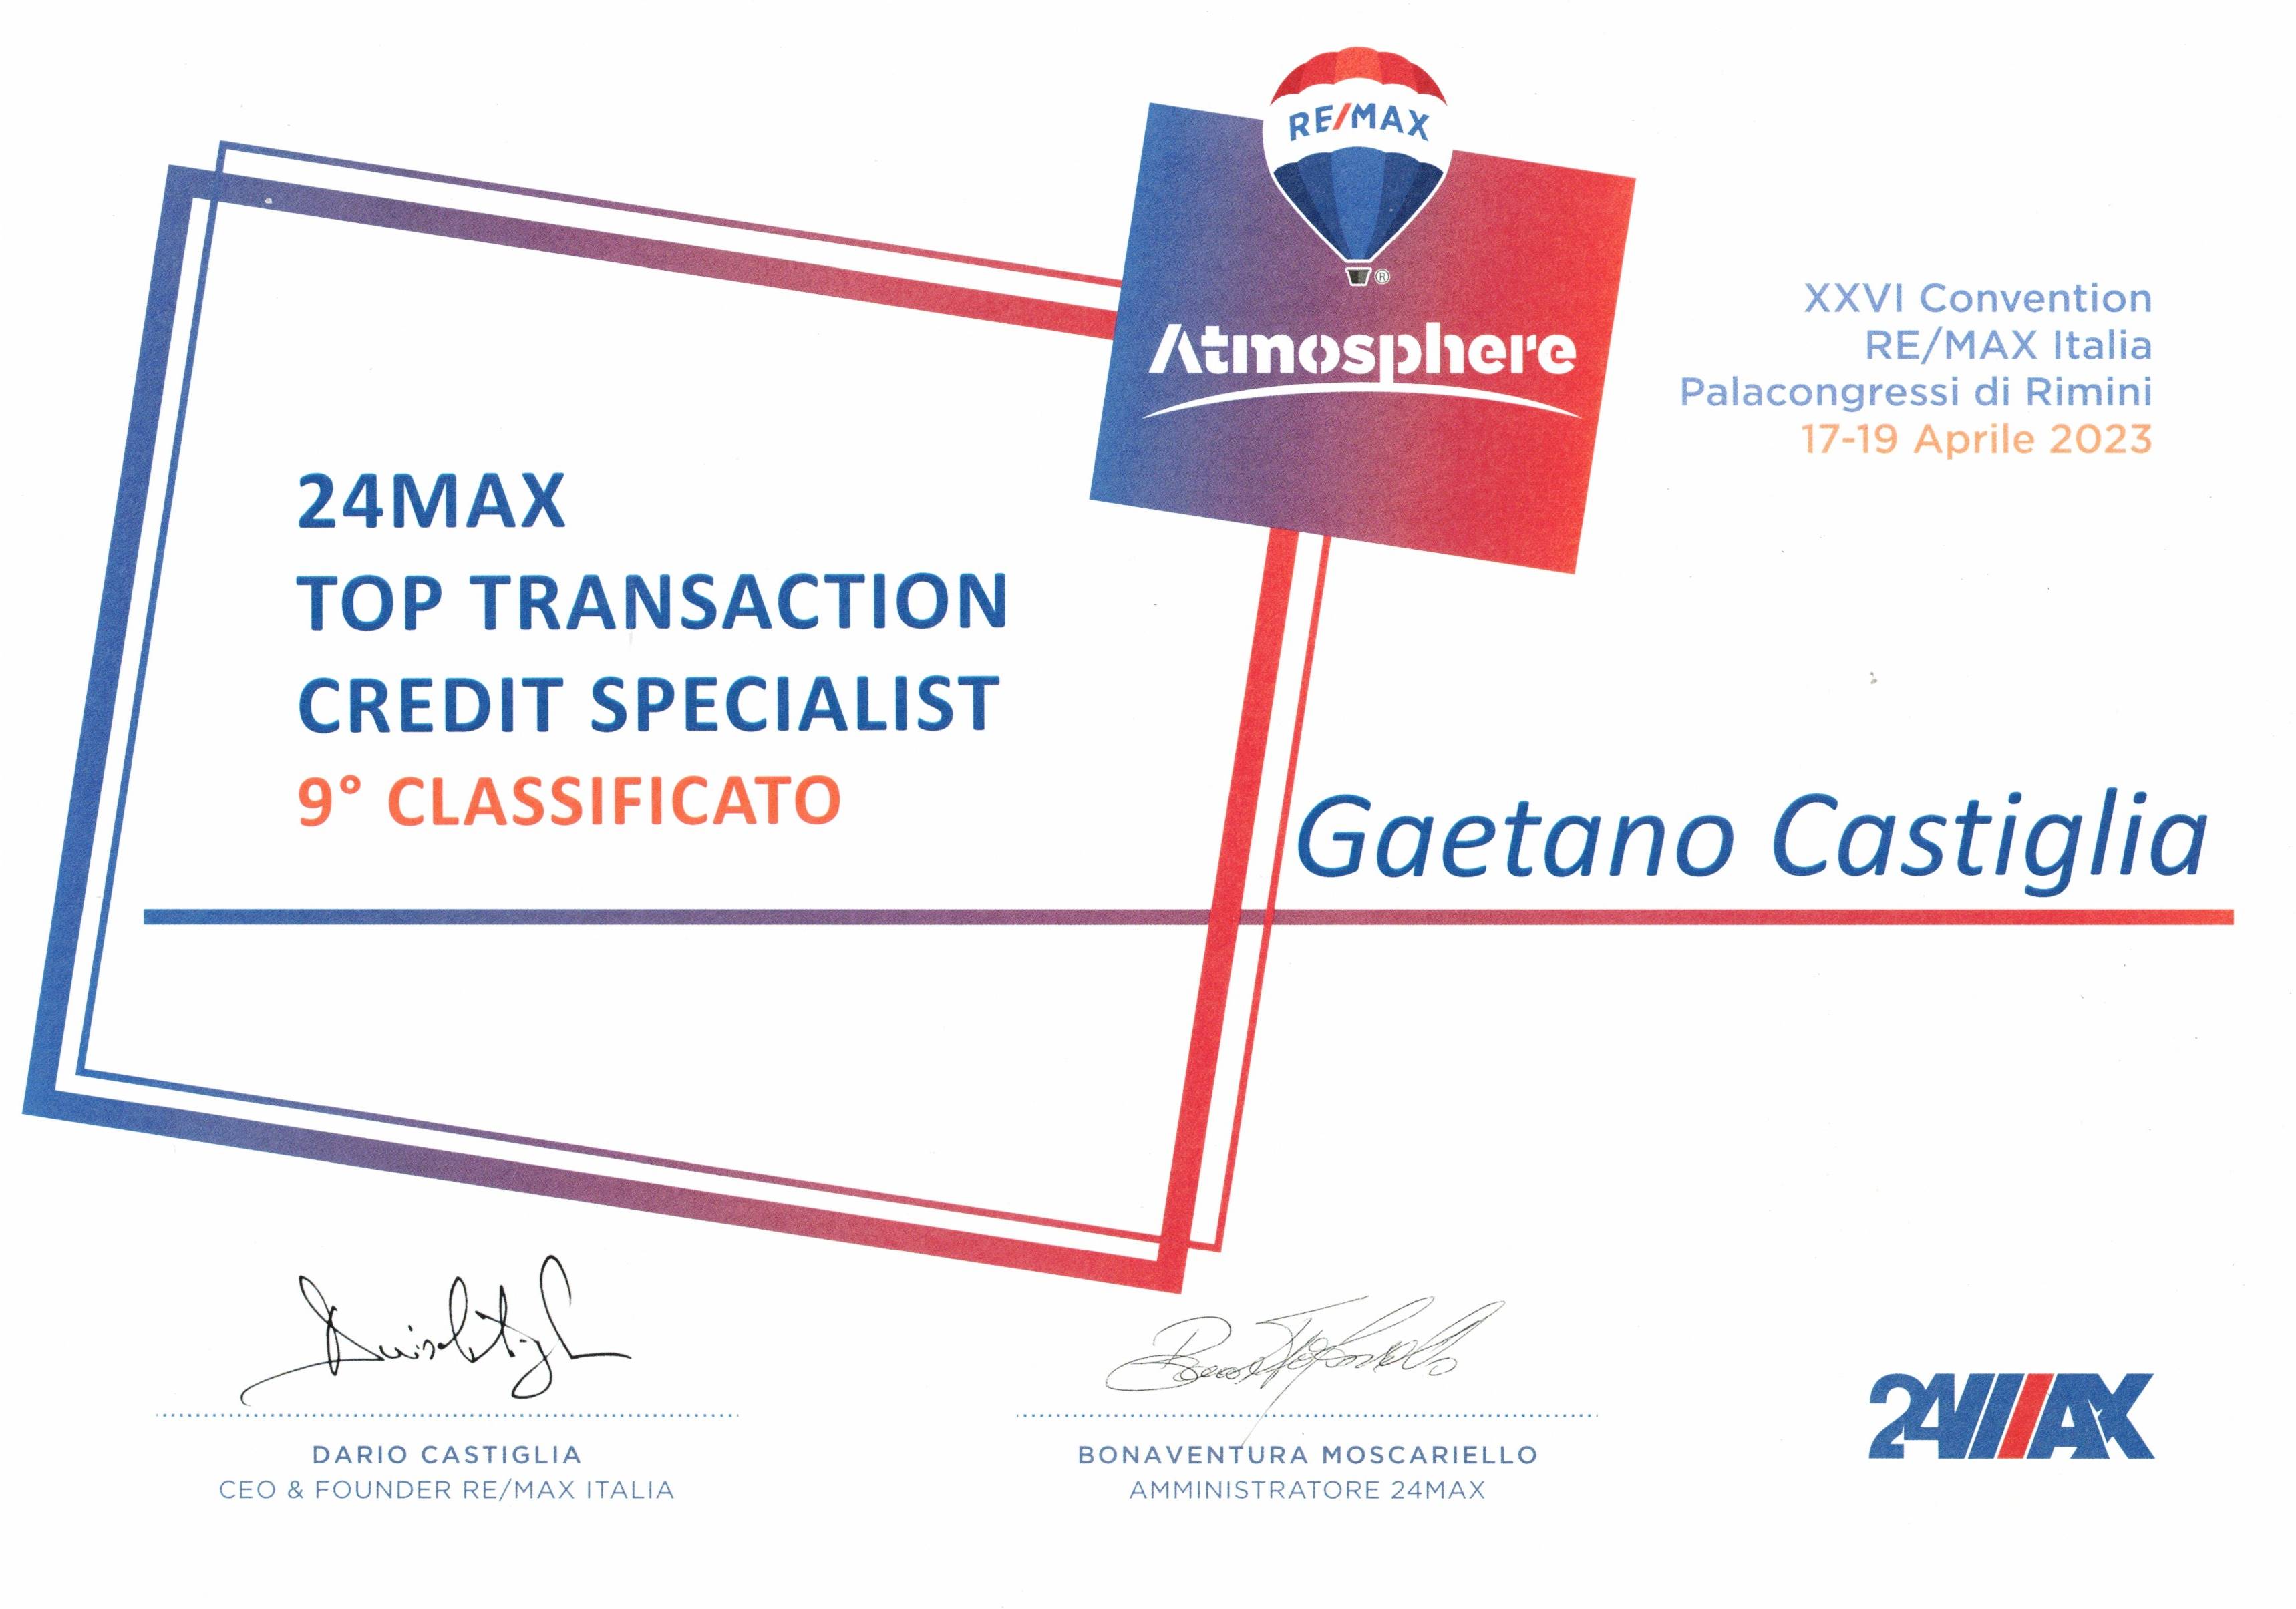 RE/MAX
®
Atmosphere
XXVI Convention
RE/MAX Italia
Palacongressi di Rimini
17-19 Aprile 2023
24MAX
TOP TRANSACTION
CREDIT SPECIALIST
9° CLASSIFICATO
Gaetano Castiglia
DARIO CASTIGLIA
CEO & FOUNDER RE/MAX ITALIA
BONAVENTURA MOSCARIELLO
AMMINISTRATORE 24MAX
24MAX